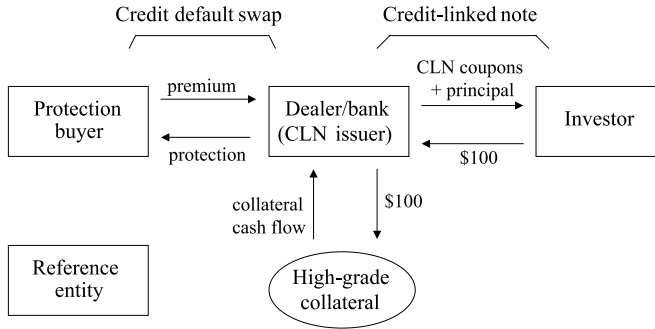 Credit default swap
Credit-linked note
premium
CLN coupons
+ principal
Protection
buyer
Dealer/bank
(CLN issuer)
Investor
protection
$100
collateral
cash flow
$100
Reference
entity
High-grade
collateral